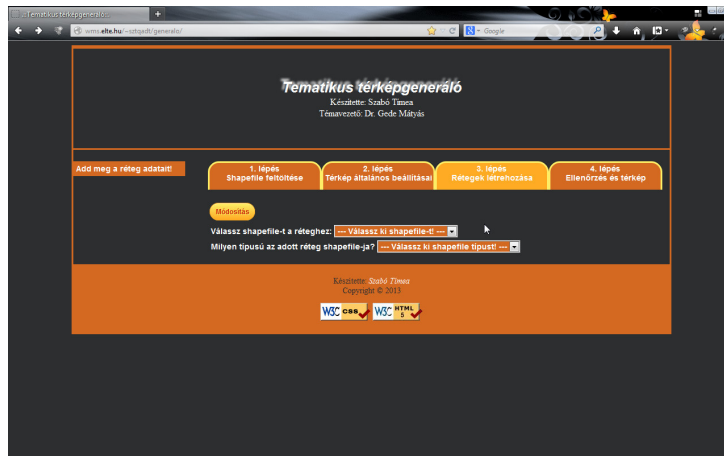 .::Tematikus térképgeneráló::.
wms.elte.hu/~sztqadt/generalo/
Google
Tematikus térképgeneráló
Készítette: Szabó Timea
Témavezető: Dr. Gede Mátyás
Add meg a réteg adatait!
1. lépés
Shapefile feltöltése
2. lépés
Térkép általános beállításai
3. lépés
Rétegek létrehozása
4. lépés
Ellenőrzés és térkép
Módosítás
Válassz shapefile-t a réteghez: --- Válassz ki shapefile-t! ---
Milyen típusú az adott réteg shapefile-ja? --- Válassz ki shapefile típust! ---
Készítette: Szabó Timea
Copyright © 2013
W3C css W3C HTML 5